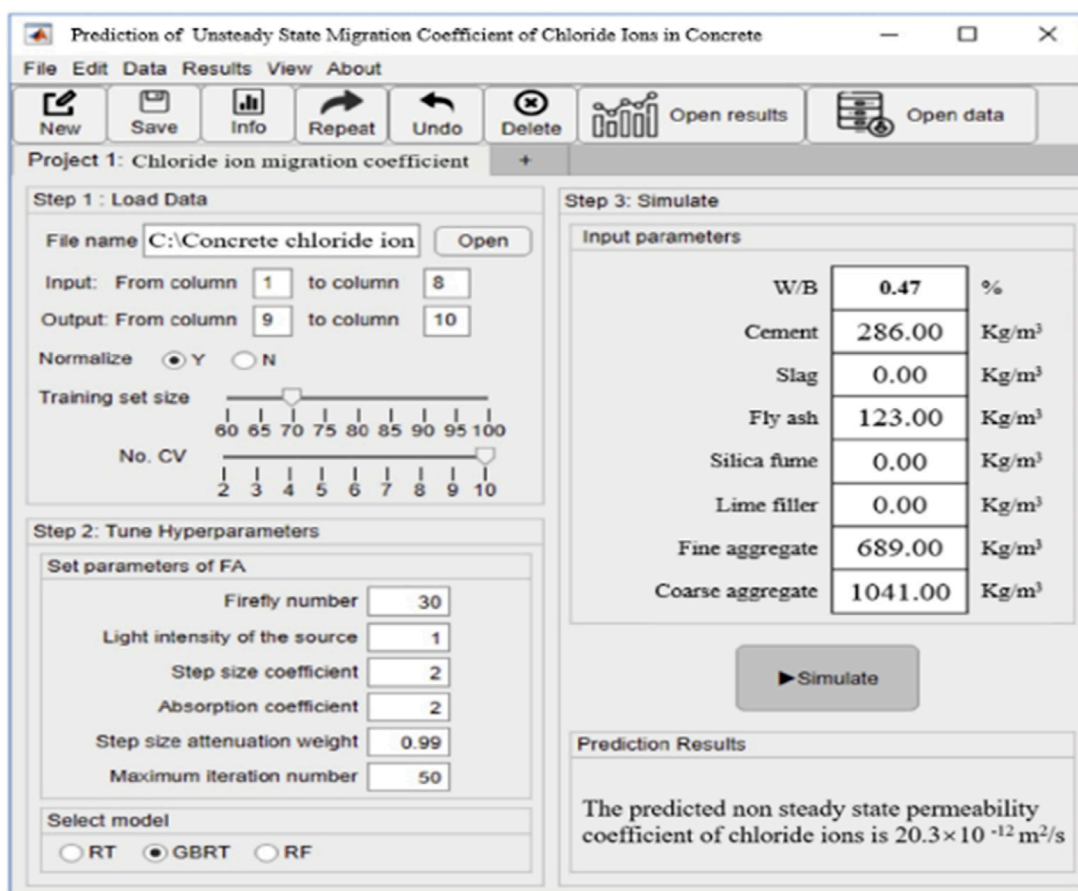 Prediction of Unsteady State Migration Coefficient of Chloride Ions in Concrete
File Edit Data Results View About
New Save Info Repeat Undo Delete Open results Open data
Project 1: Chloride ion migration coefficient +
Step 1 : Load Data
File name C:\Concrete chloride ion Open
Input: From column 1 to column 8
Output: From column 9 to column 10
Normalize Y N
Training set size
60 65 70 75 80 85 90 95 100
No. CV
2 3 4 5 6 7 8 9 10
Step 2: Tune Hyperparameters
Set parameters of FA
Firefly number 30
Light intensity of the source 1
Step size coefficient 2
Absorption coefficient 2
Step size attenuation weight 0.99
Maximum iteration number 50
Select model
RT GBRT RF
Step 3: Simulate
Input parameters
W/B 0.47 %
Cement 286.00 Kg/m³
Slag 0.00 Kg/m³
Fly ash 123.00 Kg/m³
Silica fume 0.00 Kg/m³
Lime filler 0.00 Kg/m³
Fine aggregate 689.00 Kg/m³
Coarse aggregate 1041.00 Kg/m³
▶Simulate
Prediction Results
The predicted non steady state permeability
coefficient of chloride ions is 20.3×10 ⁻¹² m²/s